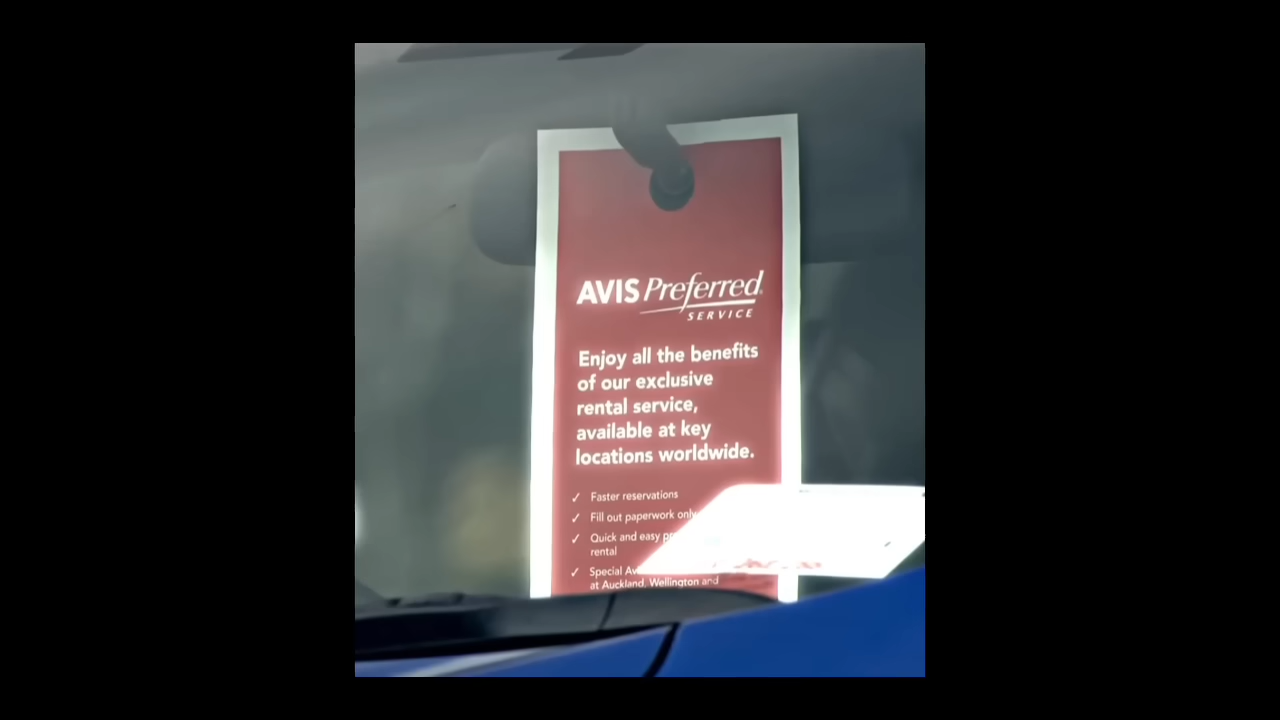 AVIS Preferred
SERVICE
Enjoy all the benefits
of our exclusive
rental service,
available at key
locations worldwide.
✓ Faster reservations
✓ Fill out paperwork only
✓ Quick and easy
rental
✓ Special
at Auckland, Wellington and